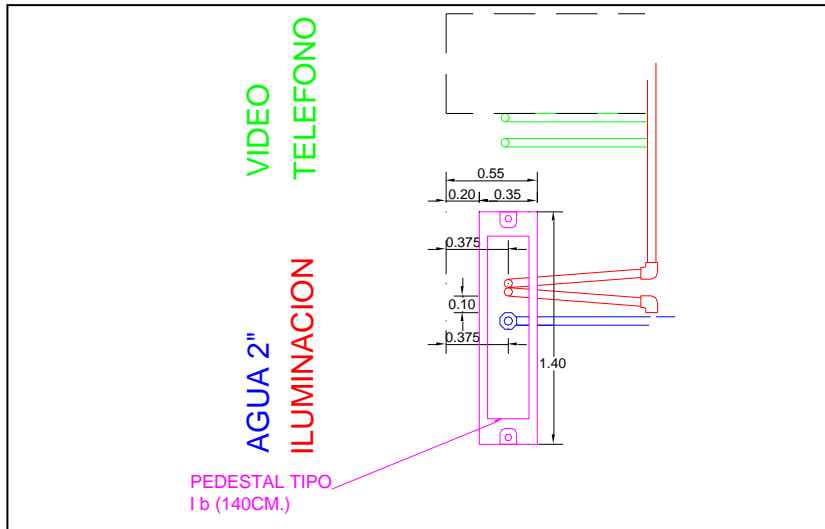 VIDEO
TELEFONO
AGUA 2"
ILUMINACION
0.55
0.20
0.35
0.375
0.10
0.375
1.40
PEDESTAL TIPO
I b (140CM.)